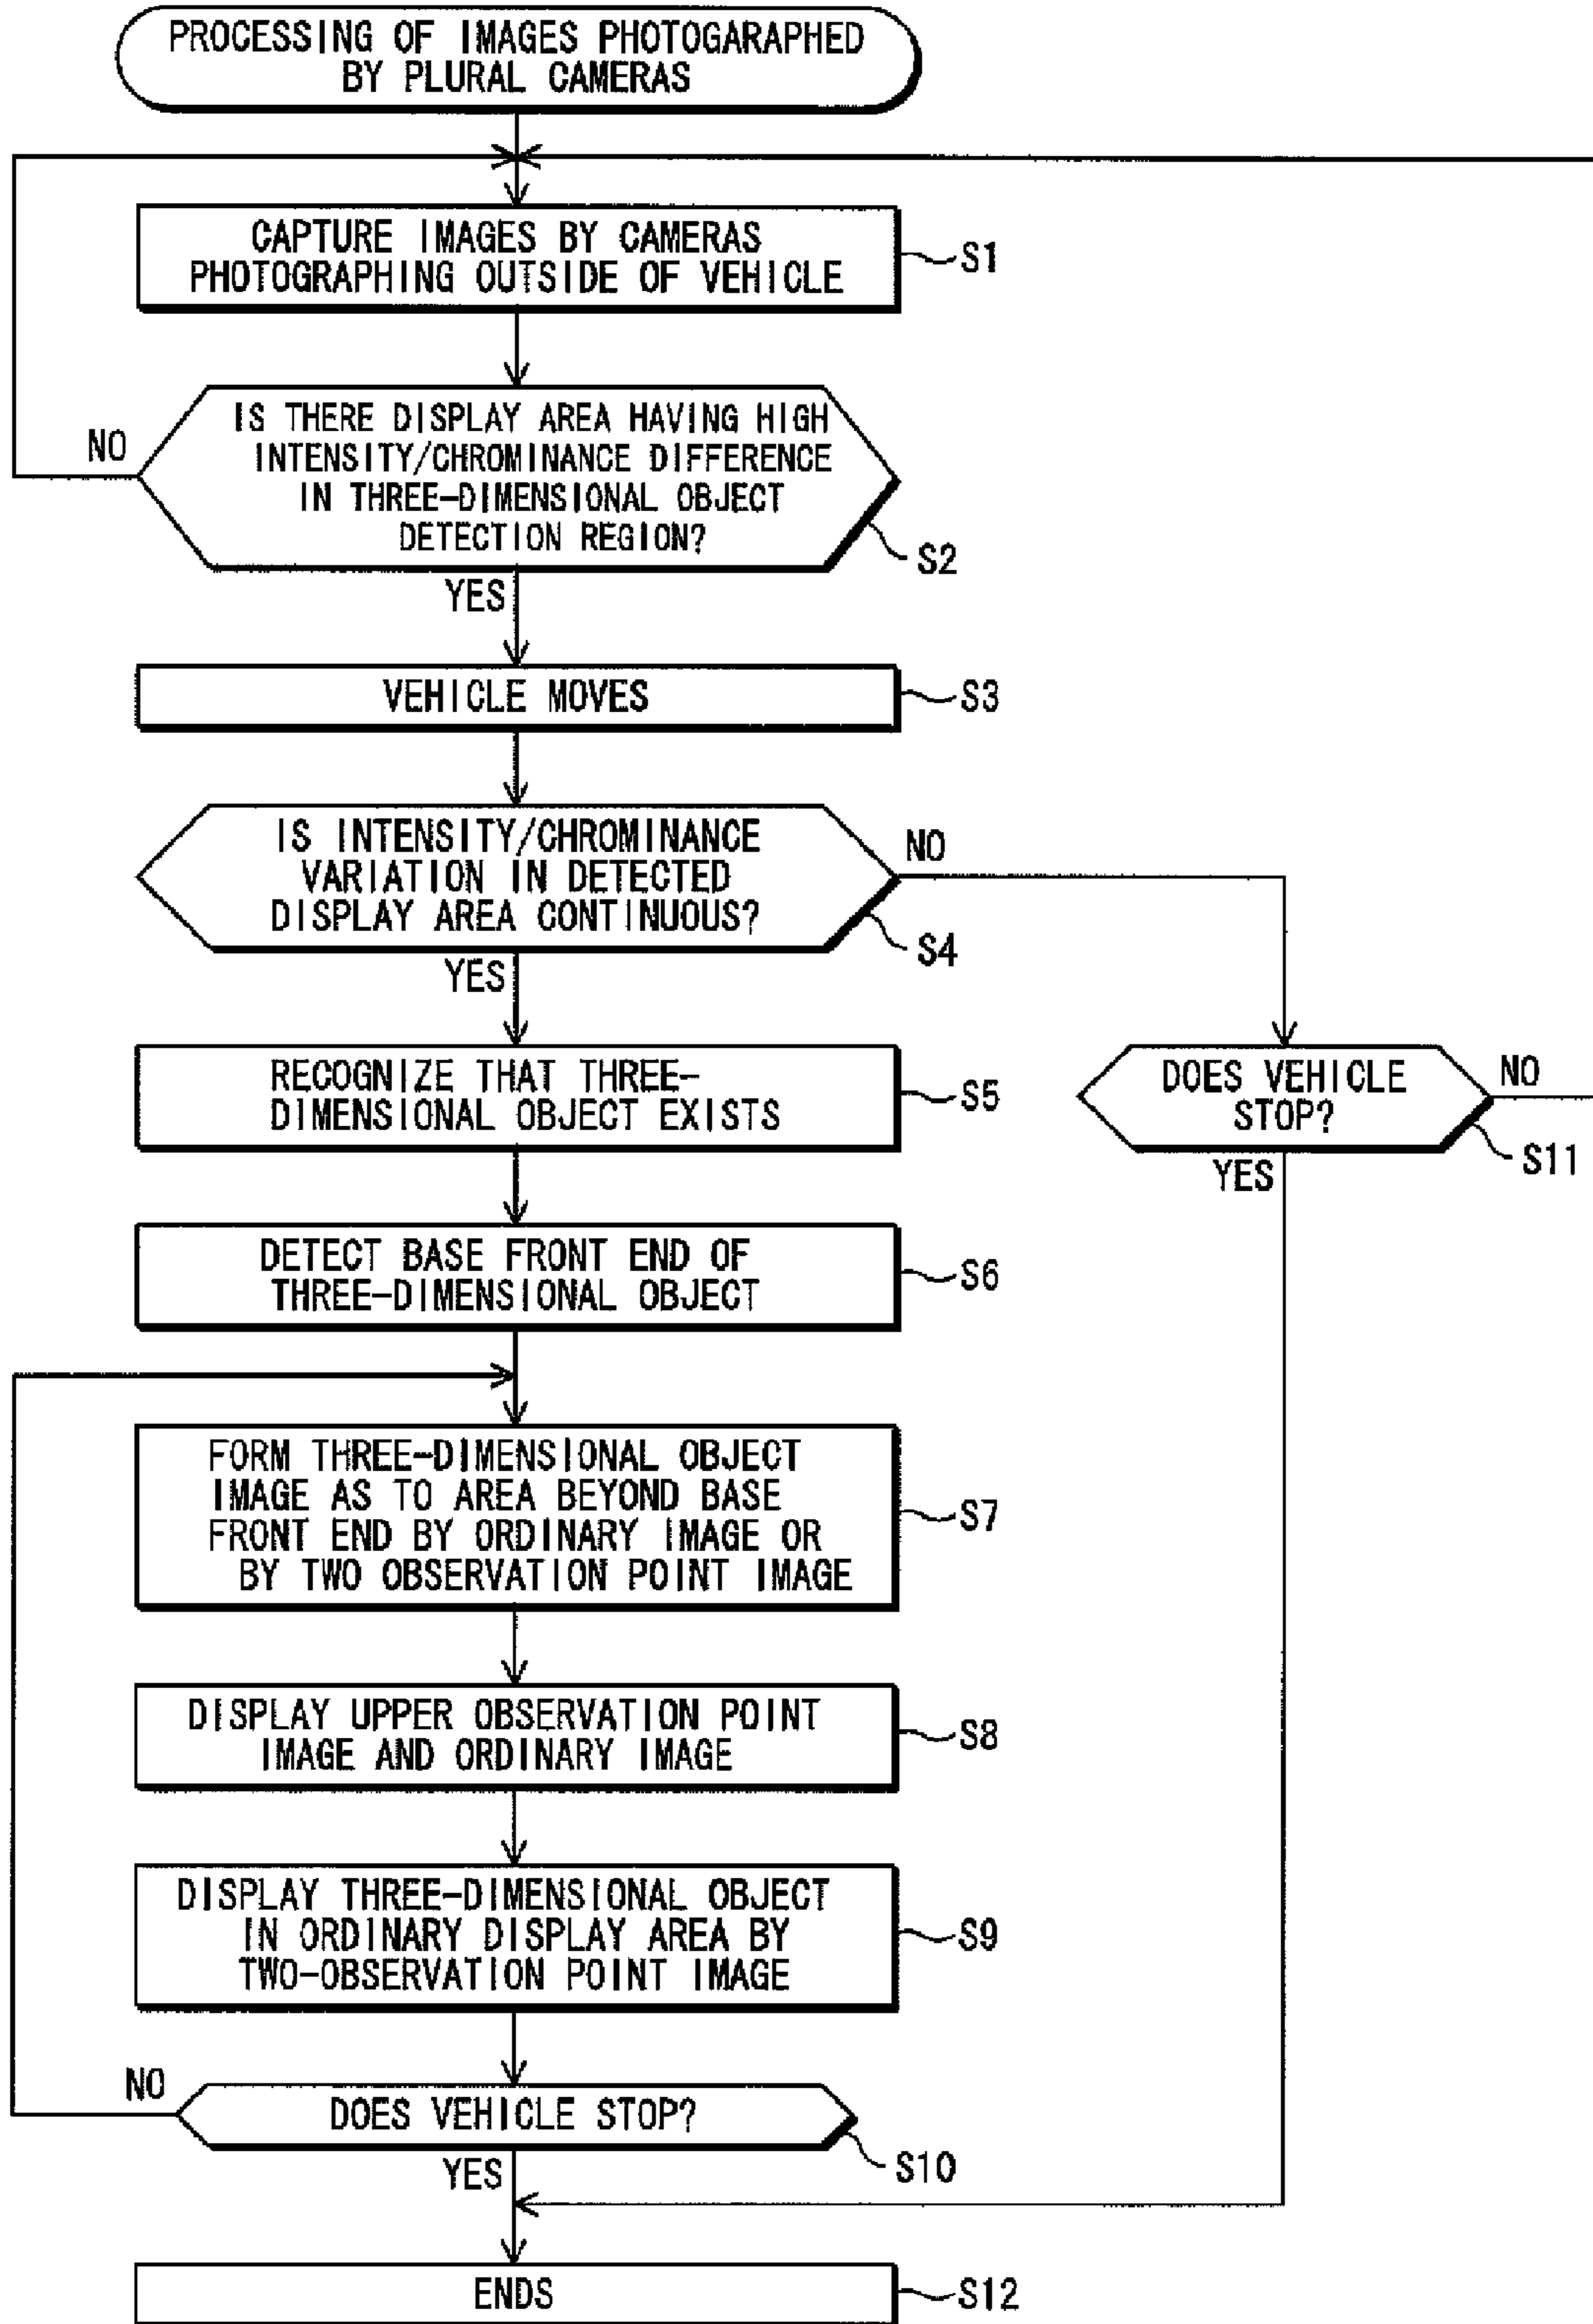 PROCESSING OF IMAGES PHOTOGARAPHED
BY PLURAL CAMERAS
CAPTURE IMAGES BY CAMERAS
PHOTOGRAPHING OUTSIDE OF VEHICLE
S1
IS THERE DISPLAY AREA HAVING HIGH
INTENSITY/CHROMINANCE DIFFERENCE
IN THREE-DIMENSIONAL OBJECT
DETECTION REGION?
NO
S2
YES
VEHICLE MOVES
S3
IS INTENSITY/CHROMINANCE
VARIATION IN DETECTED
DISPLAY AREA CONTINUOUS?
NO
S4
YES
RECOGNIZE THAT THREE-
DIMENSIONAL OBJECT EXISTS
S5
DOES VEHICLE
STOP?
NO
S11
YES
DETECT BASE FRONT END OF
THREE-DIMENSIONAL OBJECT
S6
FORM THREE-DIMENSIONAL OBJECT
IMAGE AS TO AREA BEYOND BASE
FRONT END BY ORDINARY IMAGE OR
BY TWO OBSERVATION POINT IMAGE
S7
DISPLAY UPPER OBSERVATION POINT
IMAGE AND ORDINARY IMAGE
S8
DISPLAY THREE-DIMENSIONAL OBJECT
IN ORDINARY DISPLAY AREA BY
TWO-OBSERVATION POINT IMAGE
S9
NO
DOES VEHICLE STOP?
S10
YES
ENDS
S12